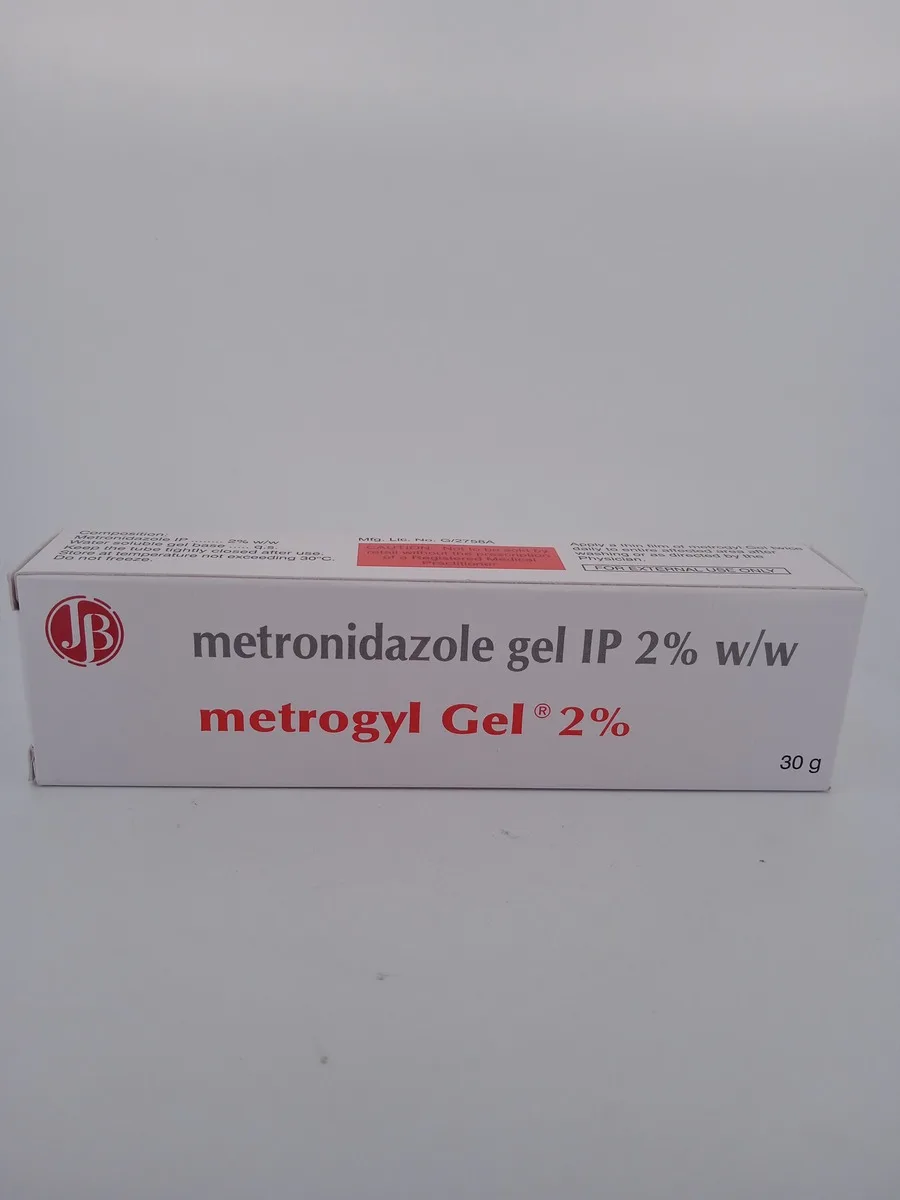 Composition:
Metronidazole IP ........ 2% w/w
Water soluble gel base ........ q.s.
Keep the tube tightly closed after use.
Store at temperature not exceeding 30°C.
Do not freeze.
Mfg. Lic. No. G/2758A
CAUTION: Not to be sold by
retail without the prescription
of a Registered Medical
Practitioner
Apply a thin film of metrogyl Gel twice
daily to entire affected area after
washing or as directed by the
physician.
FOR EXTERNAL USE ONLY
JB
metronidazole gel IP 2% w/w
metrogyl Gel® 2%
30 g